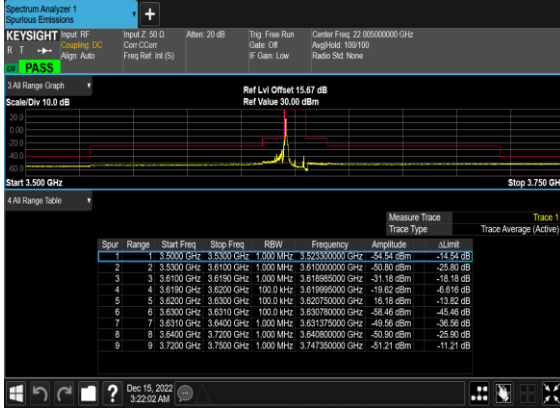 Spectrum Analyzer 1
Spurious Emissions
+
KEYSIGHT Input: RF Input Z: 50 Ω Atten: 20 dB Trig: Free Run Center Freq: 22.005000000 GHz
R T Coupling: DC Corr CCorr Gate: Off Avg|Hold: 100/100
Align: Auto Freq Ref: Int (S) IF Gain: Low Radio Std: None
LXI PASS
3 All Range Graph Ref Lvl Offset 15.67 dB
Scale/Div 10.0 dB Ref Value 30.00 dBm
20.0
0.00
-20.0
-40.0
-60.0
Start 3.500 GHz Stop 3.750 GHz
4 All Range Table
Measure Trace Trace 1
Trace Type Trace Average (Active)
Spur Range Start Freq Stop Freq RBW Frequency Amplitude ΔLimit
1 1 3.5000 GHz 3.5300 GHz 1.000 MHz 3.523300000 GHz -54.54 dBm -14.54 dB
2 2 3.5300 GHz 3.6100 GHz 1.000 MHz 3.610000000 GHz -50.80 dBm -25.80 dB
3 3 3.6100 GHz 3.6190 GHz 1.000 MHz 3.618985000 GHz -31.18 dBm -18.18 dB
4 4 3.6190 GHz 3.6200 GHz 100.0 kHz 3.619995000 GHz -19.62 dBm -6.616 dB
5 5 3.6200 GHz 3.6300 GHz 100.0 kHz 3.620750000 GHz 16.18 dBm -13.82 dB
6 6 3.6300 GHz 3.6310 GHz 100.0 kHz 3.630780000 GHz -58.46 dBm -45.46 dB
7 7 3.6310 GHz 3.6400 GHz 1.000 MHz 3.631375000 GHz -49.56 dBm -36.56 dB
8 8 3.6400 GHz 3.7200 GHz 1.000 MHz 3.640800000 GHz -50.90 dBm -25.90 dB
9 9 3.7200 GHz 3.7500 GHz 1.000 MHz 3.747350000 GHz -51.21 dBm -11.21 dB
? Dec 15, 2022
3:22:02 AM